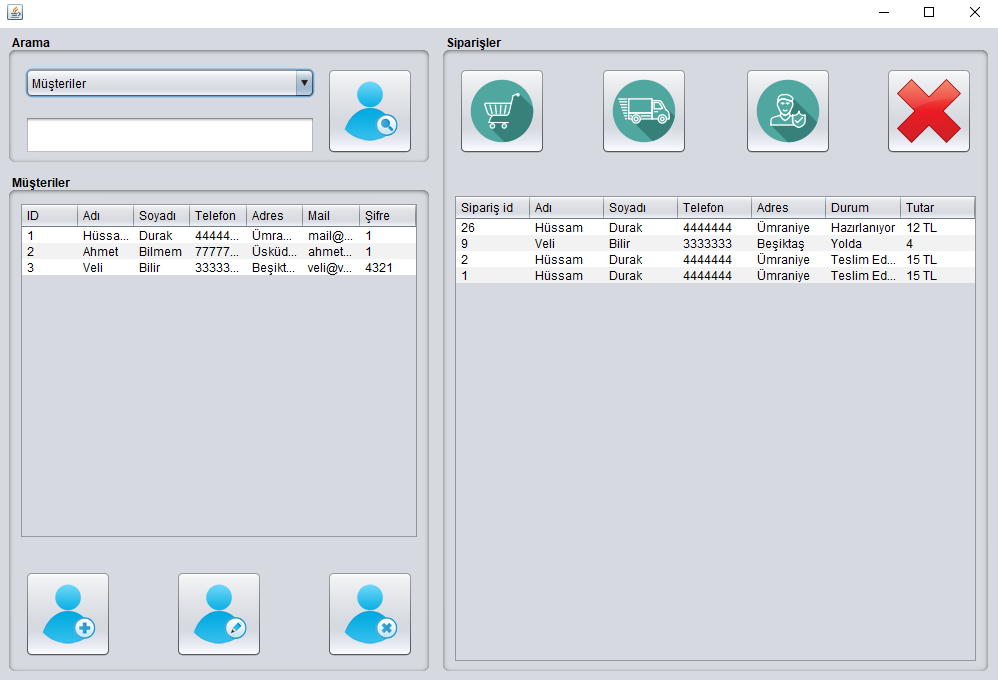 Arama
Müşteriler
Müşteriler
ID Adı Soyadı Telefon Adres Mail Şifre
1 Hüssa... Durak 44444... Ümra... mail@... 1
2 Ahmet Bilmem 77777... Üsküd... ahmet... 1
3 Veli Bilir 33333... Beşikt... veli@v... 4321
Siparişler
Sipariş id Adı Soyadı Telefon Adres Durum Tutar
26 Hüssam Durak 4444444 Ümraniye Hazırlanıyor 12 TL
9 Veli Bilir 3333333 Beşiktaş Yolda 4
2 Hüssam Durak 4444444 Ümraniye Teslim Ed... 15 TL
1 Hüssam Durak 4444444 Ümraniye Teslim Ed... 15 TL